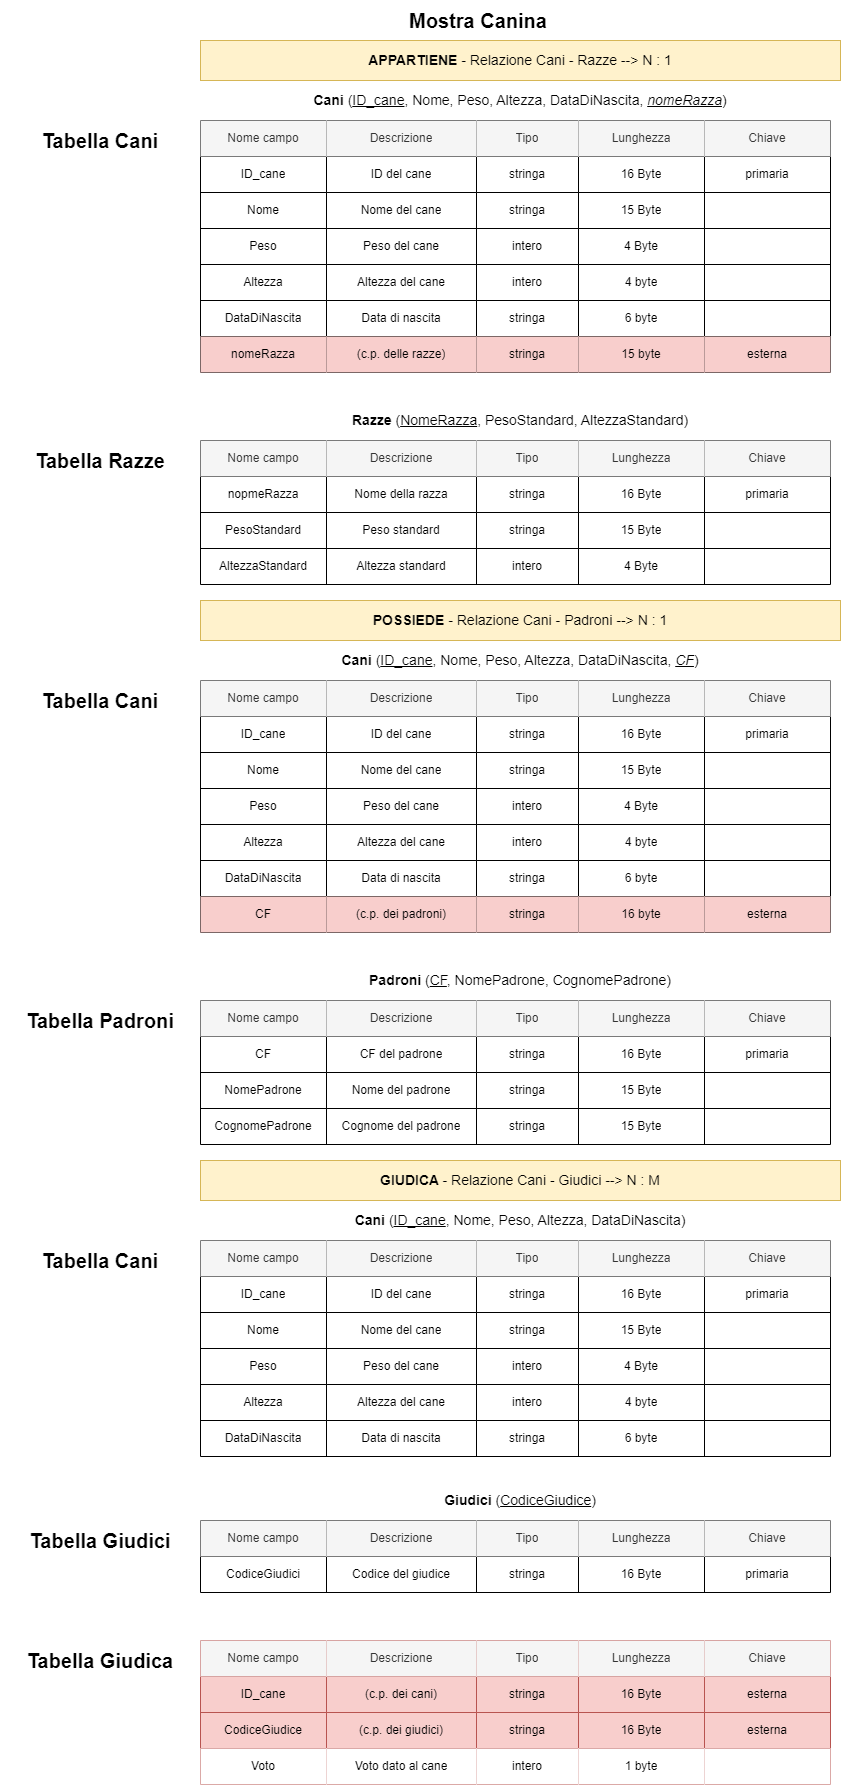 Mostra Canina
APPARTIENE - Relazione Cani - Razze --> N : 1
Cani (ID_cane, Nome, Peso, Altezza, DataDiNascita, nomeRazza)
Tabella Cani
Nome campo Descrizione Tipo Lunghezza Chiave
ID_cane ID del cane stringa 16 Byte primaria
Nome Nome del cane stringa 15 Byte
Peso Peso del cane intero 4 Byte
Altezza Altezza del cane intero 4 byte
DataDiNascita Data di nascita stringa 6 byte
nomeRazza (c.p. delle razze) stringa 15 byte esterna
Razze (NomeRazza, PesoStandard, AltezzaStandard)
Tabella Razze
Nome campo Descrizione Tipo Lunghezza Chiave
nopmeRazza Nome della razza stringa 16 Byte primaria
PesoStandard Peso standard stringa 15 Byte
AltezzaStandard Altezza standard intero 4 Byte
POSSIEDE - Relazione Cani - Padroni --> N : 1
Cani (ID_cane, Nome, Peso, Altezza, DataDiNascita, CF)
Tabella Cani
Nome campo Descrizione Tipo Lunghezza Chiave
ID_cane ID del cane stringa 16 Byte primaria
Nome Nome del cane stringa 15 Byte
Peso Peso del cane intero 4 Byte
Altezza Altezza del cane intero 4 byte
DataDiNascita Data di nascita stringa 6 byte
CF (c.p. dei padroni) stringa 16 byte esterna
Padroni (CF, NomePadrone, CognomePadrone)
Tabella Padroni
Nome campo Descrizione Tipo Lunghezza Chiave
CF CF del padrone stringa 16 Byte primaria
NomePadrone Nome del padrone stringa 15 Byte
CognomePadrone Cognome del padrone stringa 15 Byte
GIUDICA - Relazione Cani - Giudici --> N : M
Cani (ID_cane, Nome, Peso, Altezza, DataDiNascita)
Tabella Cani
Nome campo Descrizione Tipo Lunghezza Chiave
ID_cane ID del cane stringa 16 Byte primaria
Nome Nome del cane stringa 15 Byte
Peso Peso del cane intero 4 Byte
Altezza Altezza del cane intero 4 byte
DataDiNascita Data di nascita stringa 6 byte
Giudici (CodiceGiudice)
Tabella Giudici
Nome campo Descrizione Tipo Lunghezza Chiave
CodiceGiudici Codice del giudice stringa 16 Byte primaria
Tabella Giudica
Nome campo Descrizione Tipo Lunghezza Chiave
ID_cane (c.p. dei cani) stringa 16 Byte esterna
CodiceGiudice (c.p. dei giudici) stringa 16 Byte esterna
Voto Voto dato al cane intero 1 byte